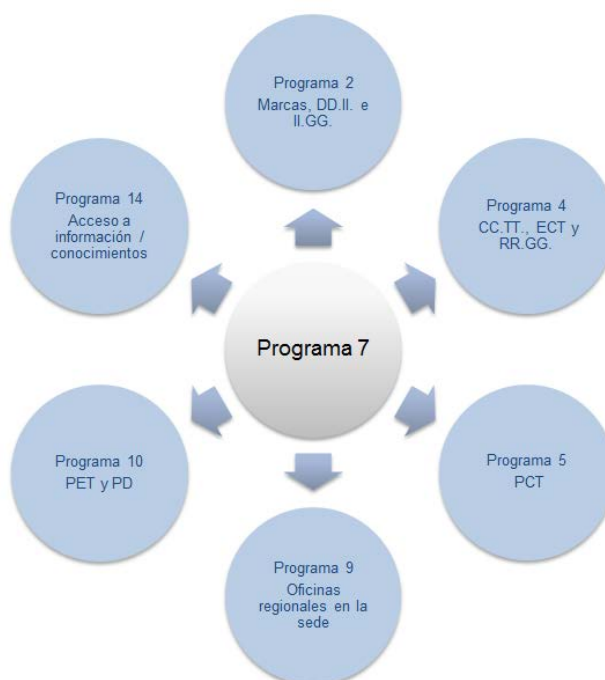 Programa 2
Marcas, DD.II. e
II.GG.
Programa 14
Acceso a
información /
conocimientos
Programa 4
CC.TT., ECT y
RR.GG.
Programa 7
Programa 10
PET y PD
Programa 5
PCT
Programa 9
Oficinas
regionales en la
sede